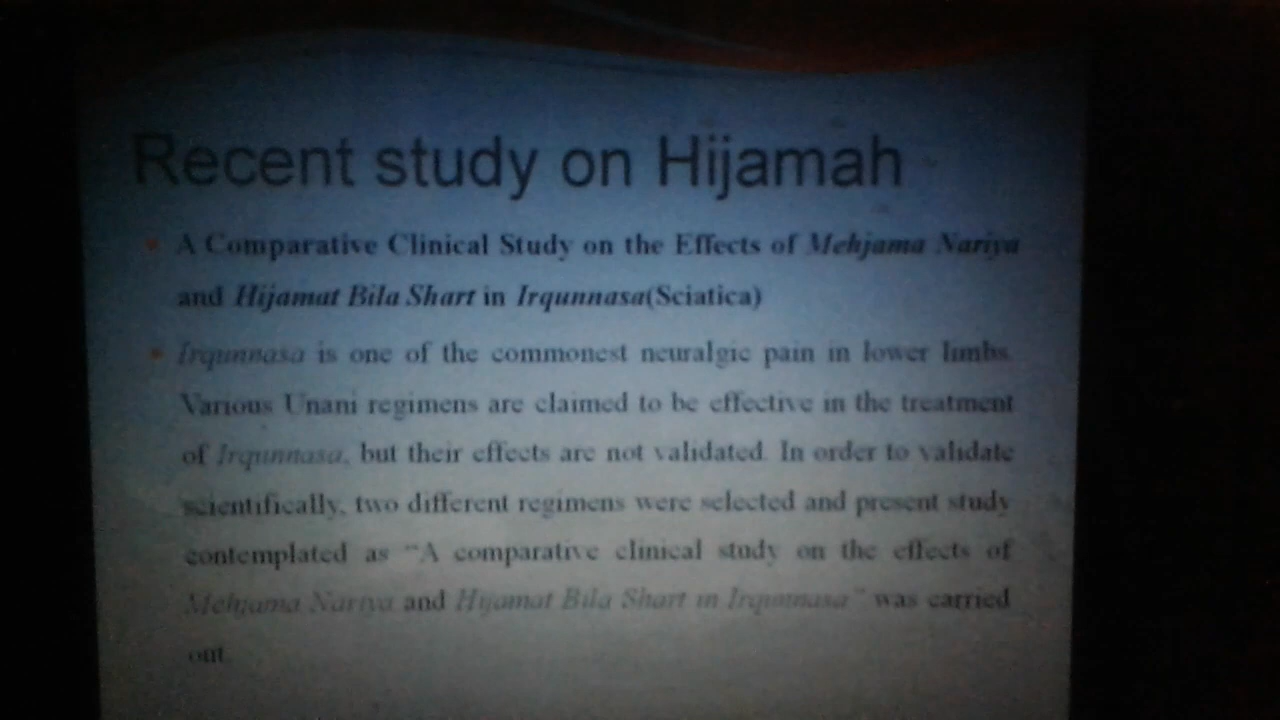 Recent study on Hijamah
A Comparative Clinical Study on the Effects of Mehjama Nariya
and Hijamat Bila Shart in Irqunnasa(Sciatica)
Irqunnasa is one of the commonest neuralgic pain in lower limbs.
Various Unani regimens are claimed to be effective in the treatment
of Irqunnasa, but their effects are not validated. In order to validate
scientifically, two different regimens were selected and present study
contemplated as "A comparative clinical study on the effects of
Mehjama Nariya and Hijamat Bila Shart in Irqunnasa" was carried
out.